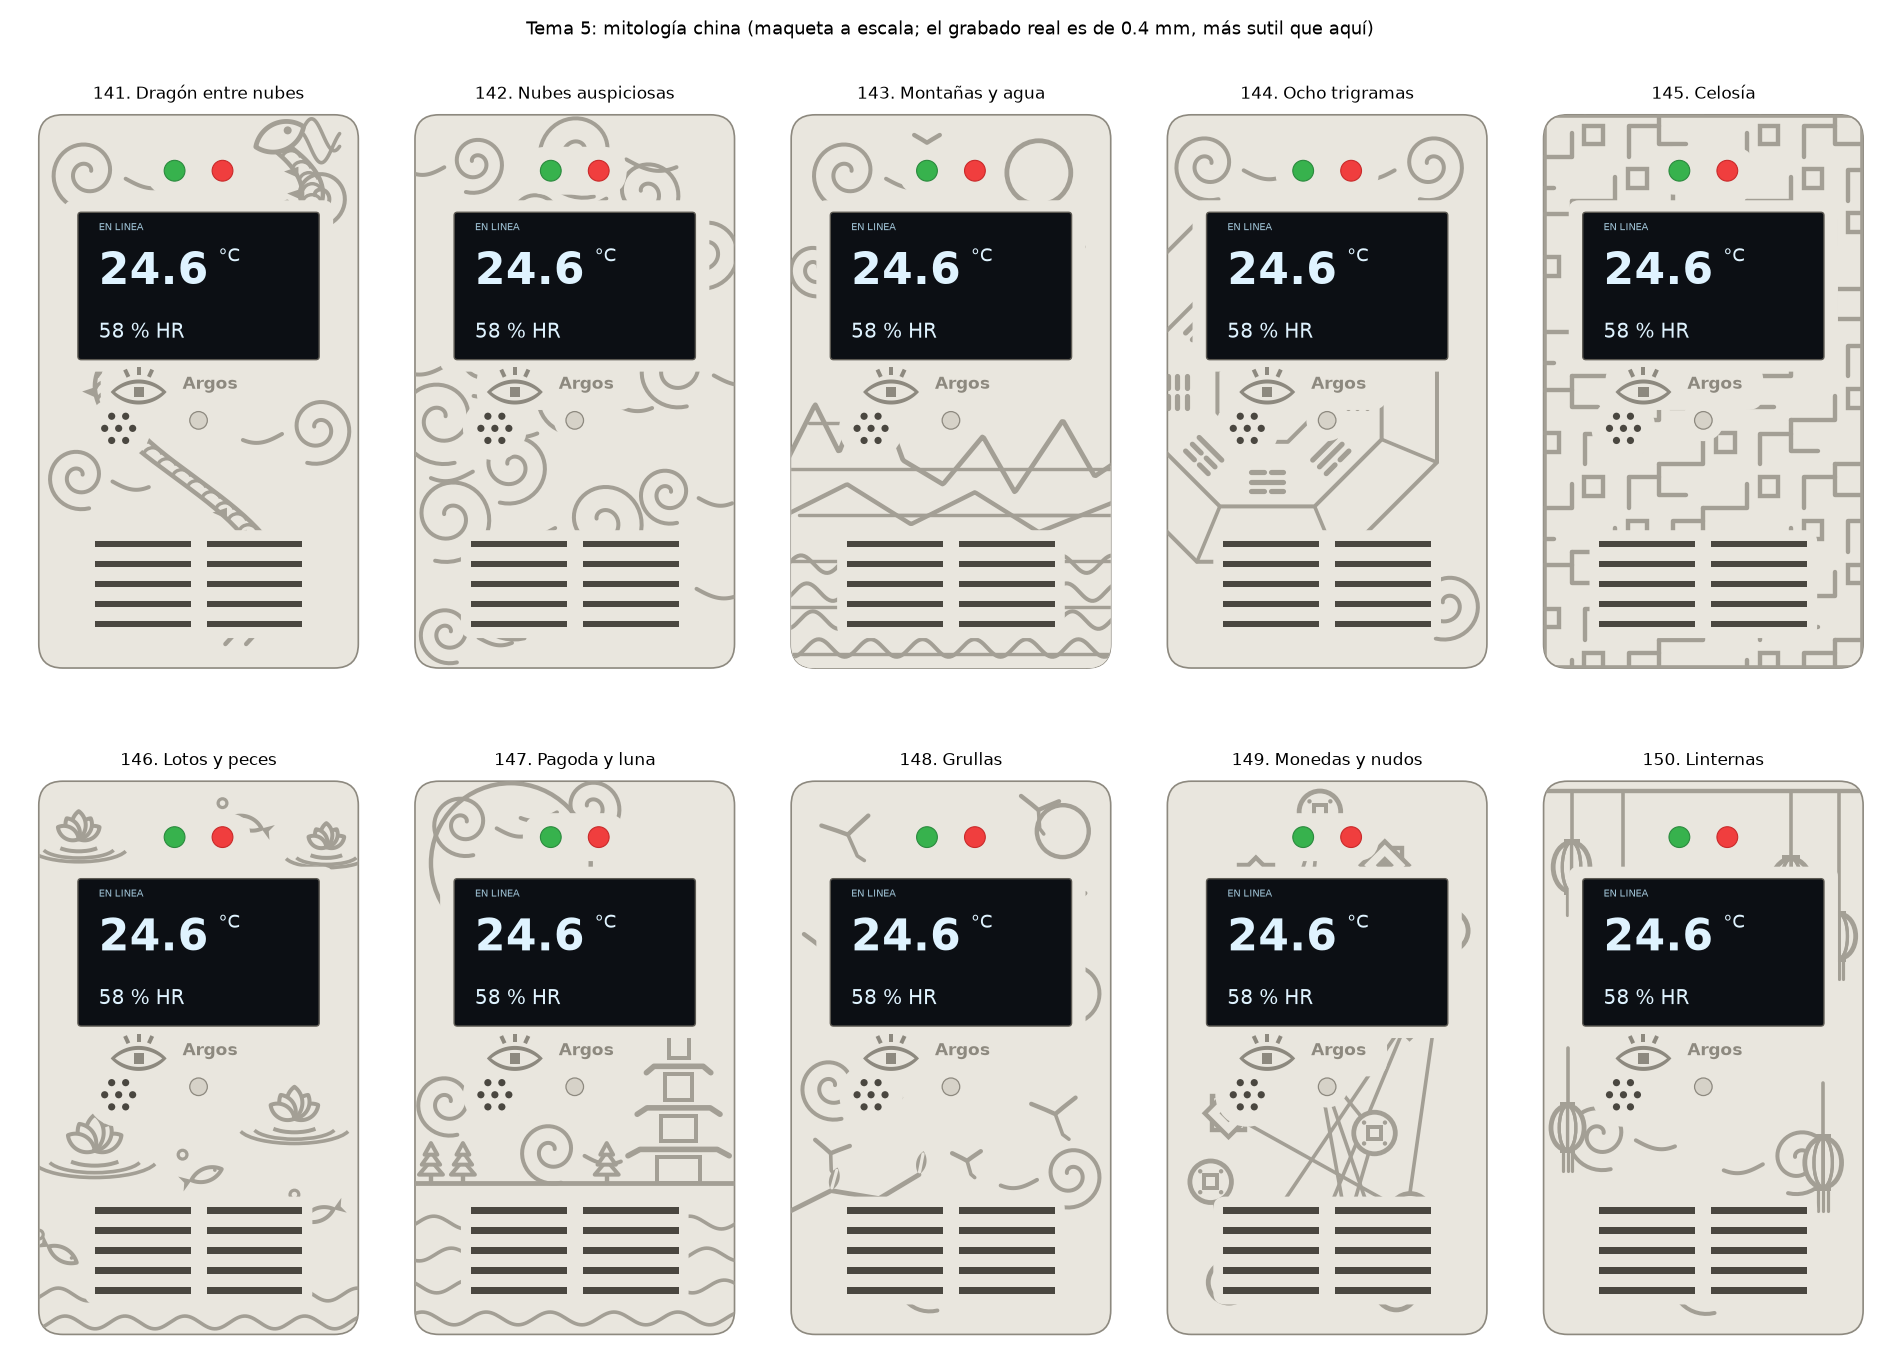 Tema 5: mitología china (maqueta a escala; el grabado real es de 0.4 mm, más sutil que aquí)
141. Dragón entre nubes
EN LINEA
24.6 °C
58 % HR
Argos
142. Nubes auspiciosas
EN LINEA
24.6 °C
58 % HR
Argos
143. Montañas y agua
EN LINEA
24.6 °C
58 % HR
Argos
144. Ocho trigramas
EN LINEA
24.6 °C
58 % HR
Argos
145. Celosía
EN LINEA
24.6 °C
58 % HR
Argos
146. Lotos y peces
EN LINEA
24.6 °C
58 % HR
Argos
147. Pagoda y luna
EN LINEA
24.6 °C
58 % HR
Argos
148. Grullas
EN LINEA
24.6 °C
58 % HR
Argos
149. Monedas y nudos
EN LINEA
24.6 °C
58 % HR
Argos
150. Linternas
EN LINEA
24.6 °C
58 % HR
Argos